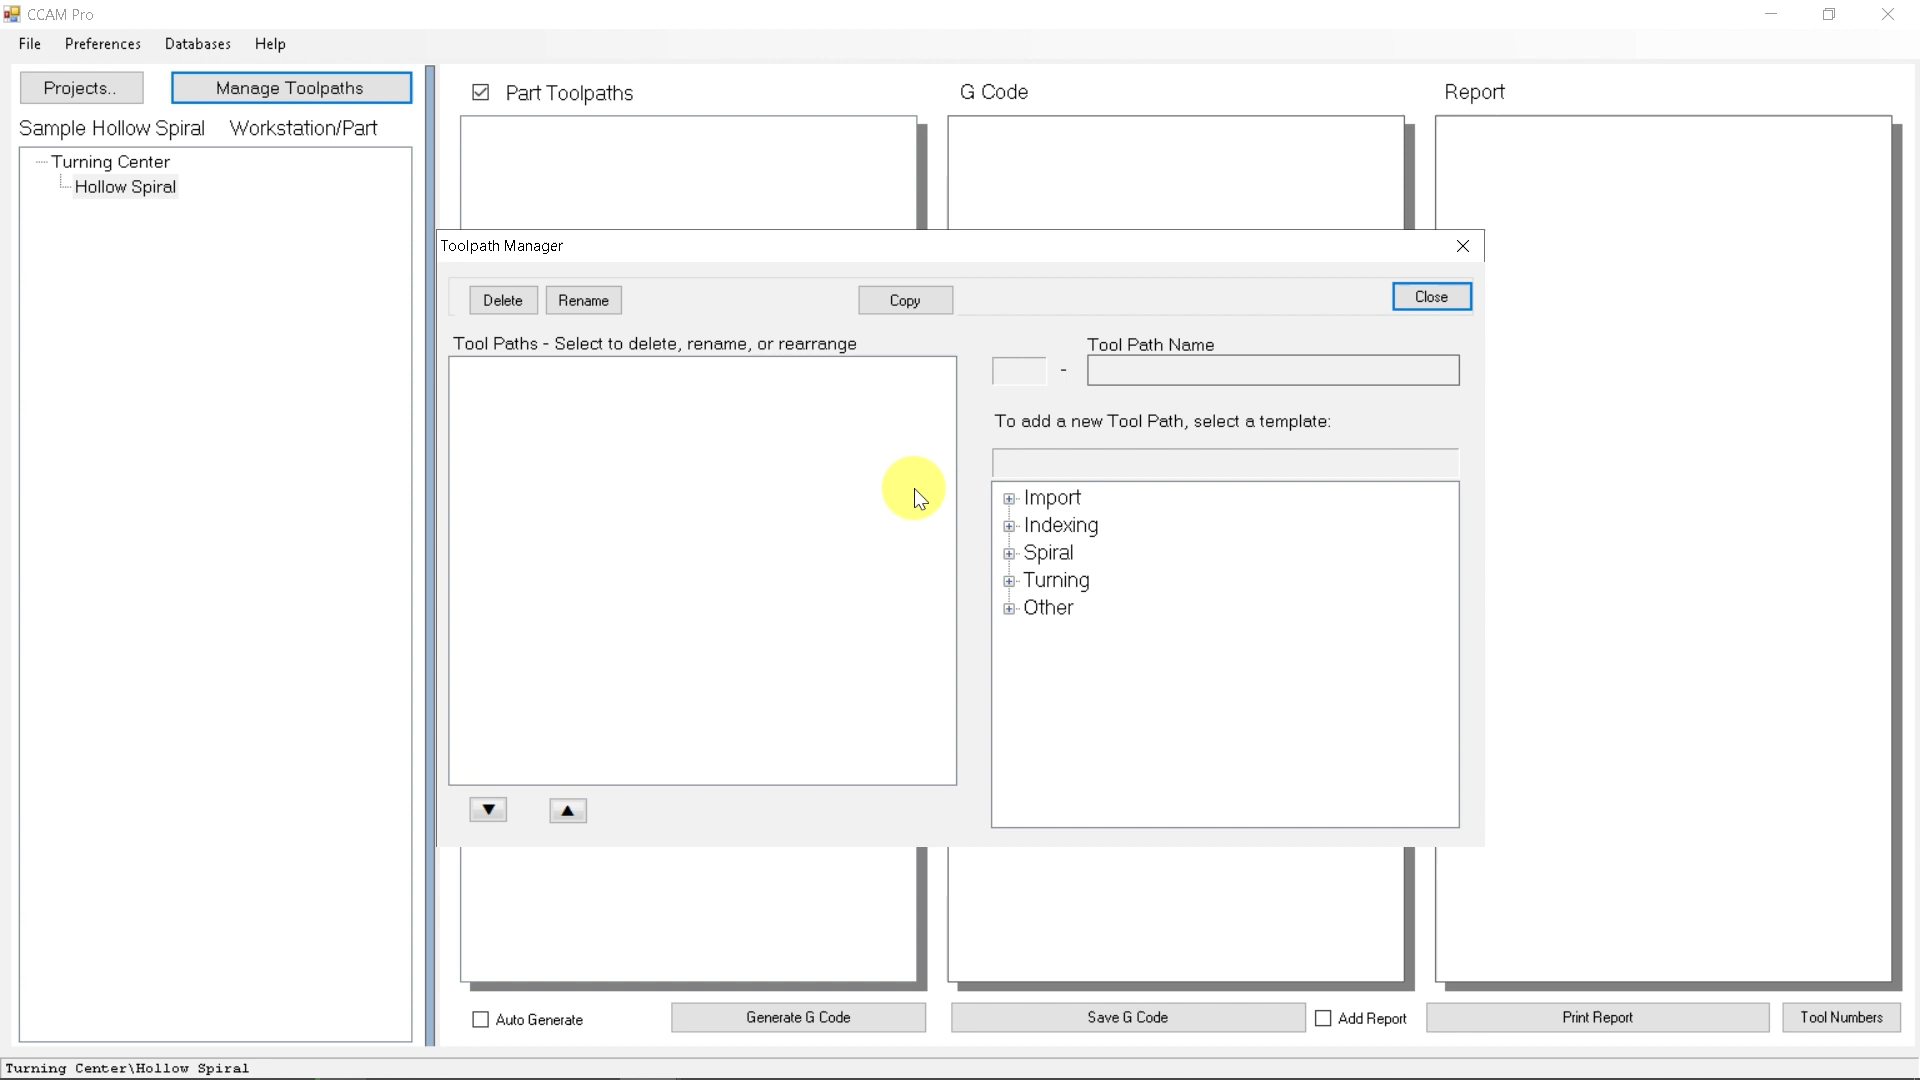 CCAM Pro
File Preferences Databases Help
Projects.. Manage Toolpaths
Sample Hollow Spiral Workstation/Part
Turning Center
Hollow Spiral
Part Toolpaths
G Code
Report
Toolpath Manager
Delete Rename Copy Close
Tool Paths - Select to delete, rename, or rearrange
Tool Path Name
-
To add a new Tool Path, select a template:
Import
Indexing
Spiral
Turning
Other
Auto Generate Generate G Code Save G Code Add Report Print Report Tool Numbers
Turning Center\Hollow Spiral